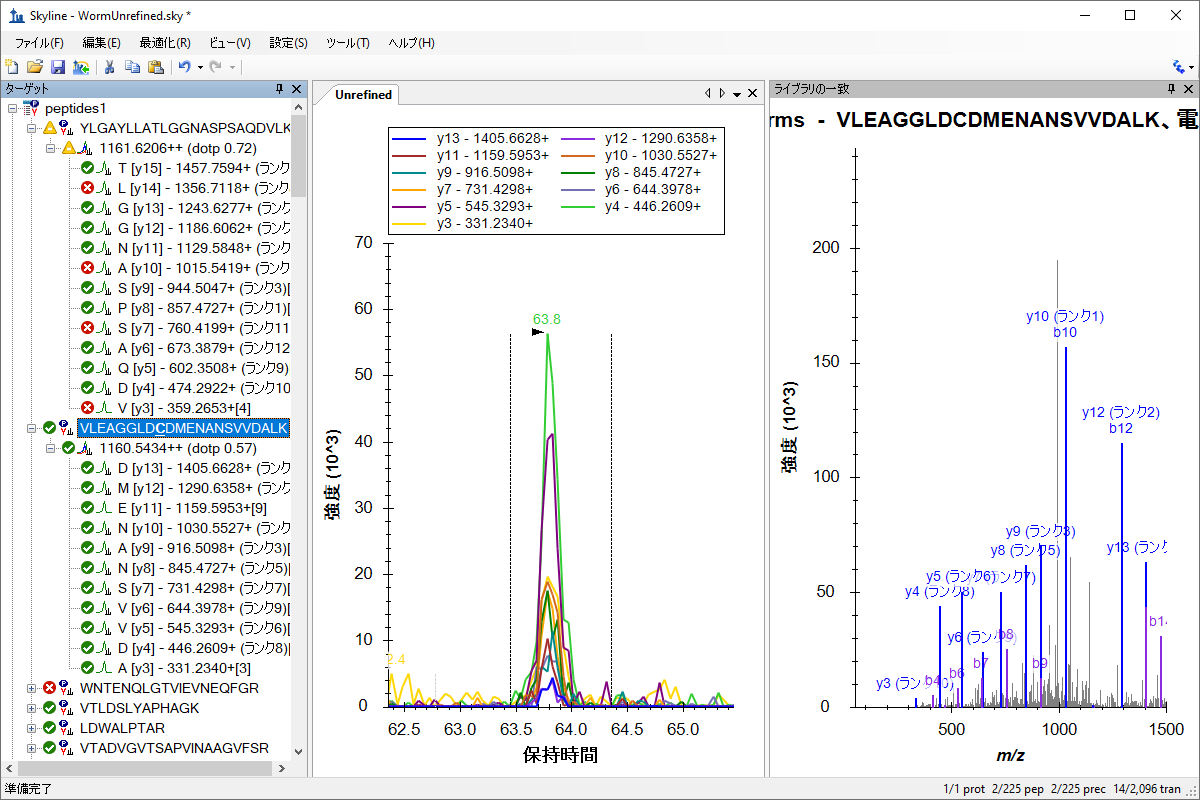 Skyline - WormUnrefined.sky *
ファイル(F) 編集(E) 最適化(R) ビュー(V) 設定(S) ツール(T) ヘルプ(H)
ターゲット
peptides1
YLGAYLLATLGGNASPSAQDVLK
1161.6206++ (dotp 0.72)
T [y15] - 1457.7594+ (ランク
L [y14] - 1356.7118+ (ランク
G [y13] - 1243.6277+ (ランク
G [y12] - 1186.6062+ (ランク
N [y11] - 1129.5848+ (ランク
A [y10] - 1015.5419+ (ランク
S [y9] - 944.5047+ (ランク3)[
P [y8] - 857.4727+ (ランク1)[
S [y7] - 760.4199+ (ランク11
A [y6] - 673.3879+ (ランク12
Q [y5] - 602.3508+ (ランク9)
D [y4] - 474.2922+ (ランク10
V [y3] - 359.2653+[4]
VLEAGGLDCDMENANSVVDALK
1160.5434++ (dotp 0.57)
D [y13] - 1405.6628+ (ランク
M [y12] - 1290.6358+ (ランク
E [y11] - 1159.5953+[9]
N [y10] - 1030.5527+ (ランク
A [y9] - 916.5098+ (ランク3)[
N [y8] - 845.4727+ (ランク5)[
S [y7] - 731.4298+ (ランク7)[
V [y6] - 644.3978+ (ランク9)[
V [y5] - 545.3293+ (ランク6)[
D [y4] - 446.2609+ (ランク8)[
A [y3] - 331.2340+[3]
WNTENQLGTVIEVNEQFGR
VTLDSLYAPHAGK
LDWALPTAR
VTADVGVTSAPVINAAGVFSR
Unrefined
y13 - 1405.6628+ y12 - 1290.6358+
y11 - 1159.5953+ y10 - 1030.5527+
y9 - 916.5098+ y8 - 845.4727+
y7 - 731.4298+ y6 - 644.3978+
y5 - 545.3293+ y4 - 446.2609+
y3 - 331.2340+
70
60
50
40
30
20
10
0
強度 (10^3)
63.8
2.4
62.5 63.0 63.5 64.0 64.5 65.0
保持時間
ライブラリの一致
rms - VLEAGGLDCDMENANSVVDALK、電
200
150
100
50
0
強度 (10^3)
y10 (ランク1)
b10
y12 (ランク2)
b12
y9 (ランク3)
y8 (ランク5)
y13 (ランク
y5 (ランク6)
ランク7)
y4 (ランク8)
y6 (ランク
b8
b14
b7
b9
b6
y3 (ラン
b4
500 1000 1500
m/z
準備完了
1/1 prot 2/225 pep 2/225 prec 14/2,096 tran